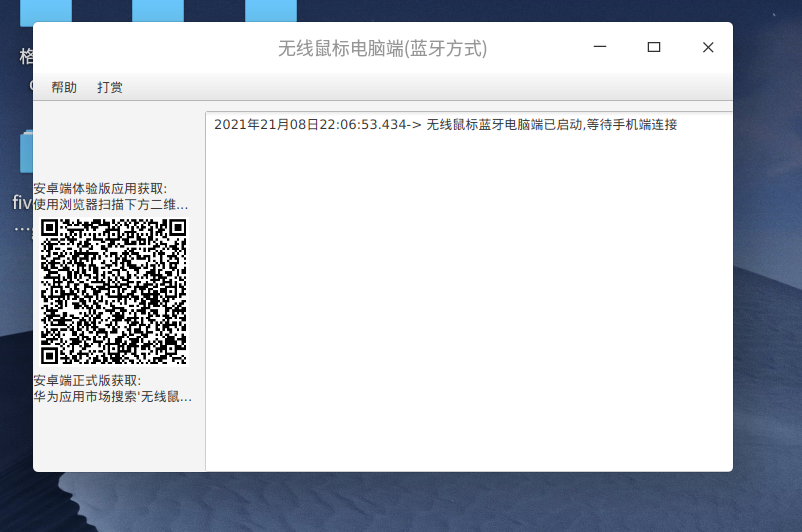 无线鼠标电脑端(蓝牙方式)
帮助 打赏
2021年21月08日22:06:53.434-> 无线鼠标蓝牙电脑端已启动,等待手机端连接
安卓端体验版应用获取:
使用浏览器扫描下方二维...
安卓端正式版获取:
华为应用市场搜索'无线鼠...
格
fiv